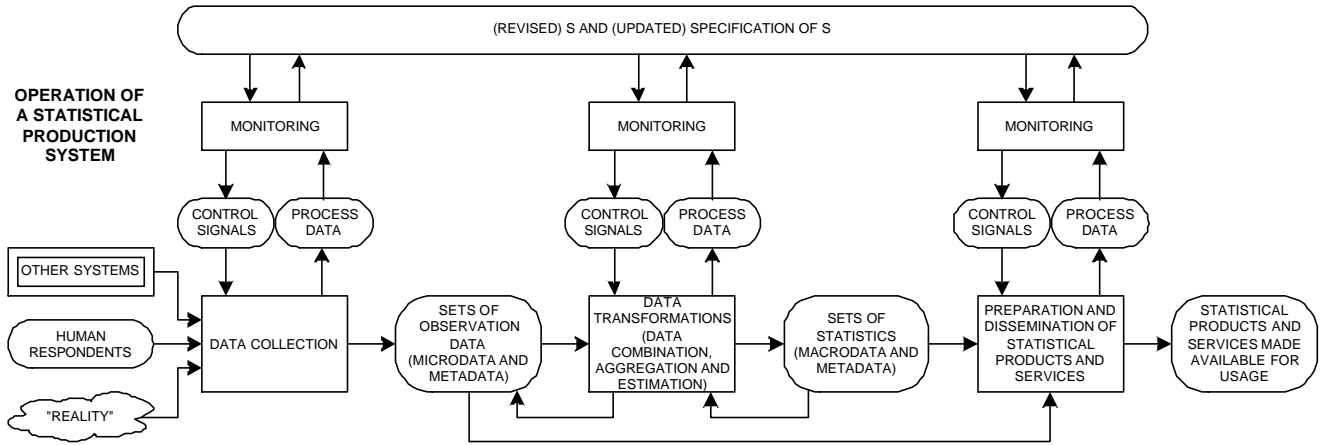 (REVISED) S AND (UPDATED) SPECIFICATION OF S
OPERATION OF
A STATISTICAL
PRODUCTION
SYSTEM
MONITORING
MONITORING
MONITORING
CONTROL
SIGNALS
PROCESS
DATA
CONTROL
SIGNALS
PROCESS
DATA
CONTROL
SIGNALS
PROCESS
DATA
OTHER SYSTEMS
HUMAN
RESPONDENTS
"REALITY"
DATA COLLECTION
SETS OF
OBSERVATION
DATA
(MICRODATA AND
METADATA)
DATA
TRANSFORMATIONS
(DATA
COMBINATION,
AGGREGATION AND
ESTIMATION)
SETS OF
STATISTICS
(MACRODATA AND
METADATA)
PREPARATION AND
DISSEMINATION OF
STATISTICAL
PRODUCTS AND
SERVICES
STATISTICAL
PRODUCTS AND
SERVICES MADE
AVAILABLE FOR
USAGE